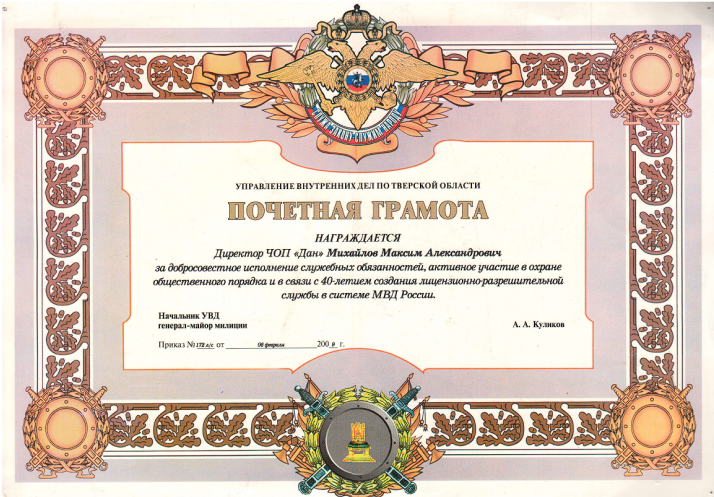 УПРАВЛЕНИЕ ВНУТРЕННИХ ДЕЛ ПО ТВЕРСКОЙ ОБЛАСТИ
ПОЧЕТНАЯ ГРАМОТА
НАГРАЖДАЕТСЯ
Директор ЧОП «Дан» Михайлов Максим Александрович
за добросовестное исполнение служебных обязанностей, активное участие в охране
общественного порядка и в связи с 40-летием создания лицензионно-разрешительной
службы в системе МВД России.
Начальник УВД
генерал-майор милиции
А. А. Куликов
Приказ № 172 л/с от 06 февраля 200 г.